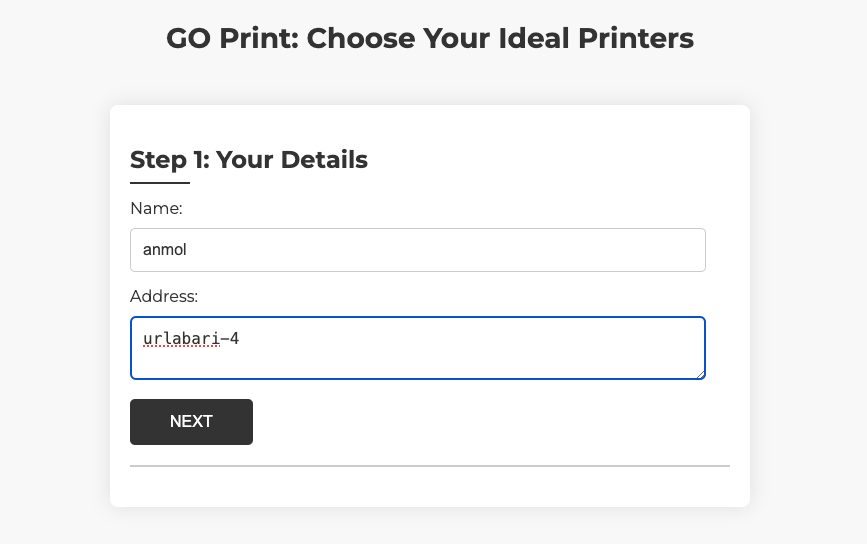 GO Print: Choose Your Ideal Printers
Step 1: Your Details
Name:
anmol
Address:
urlabari-4
NEXT